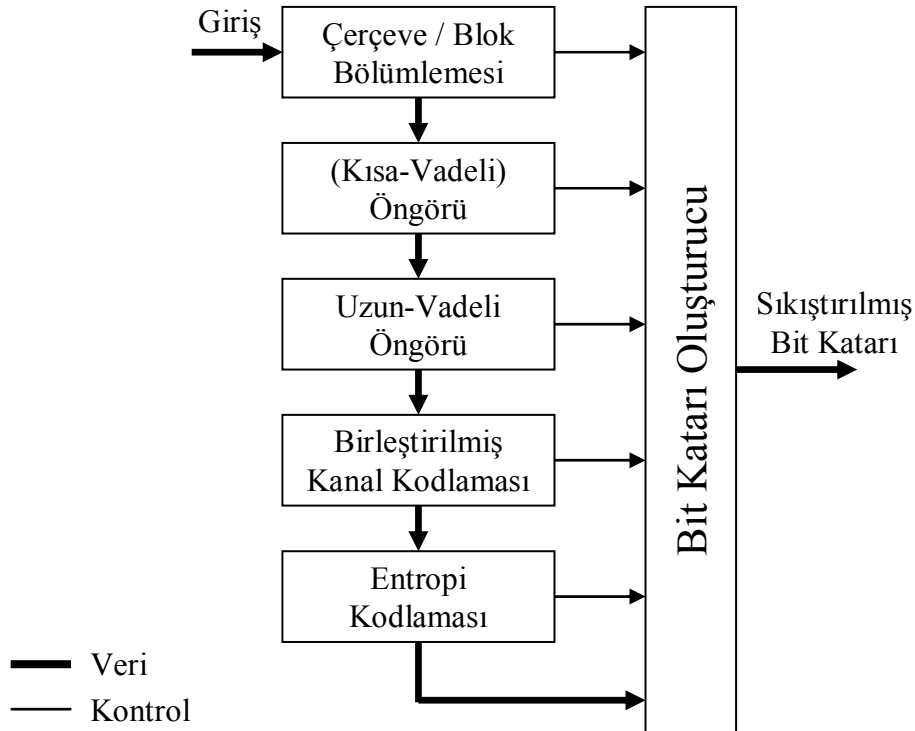 Giriş
Çerçeve / Blok
Bölümlemesi
(Kısa-Vadeli)
Öngörü
Uzun-Vadeli
Öngörü
Birleştirilmiş
Kanal Kodlaması
Entropi
Kodlaması
Bit Katarı Oluşturucu
Sıkıştırılmış
Bit Katarı
Veri
Kontrol